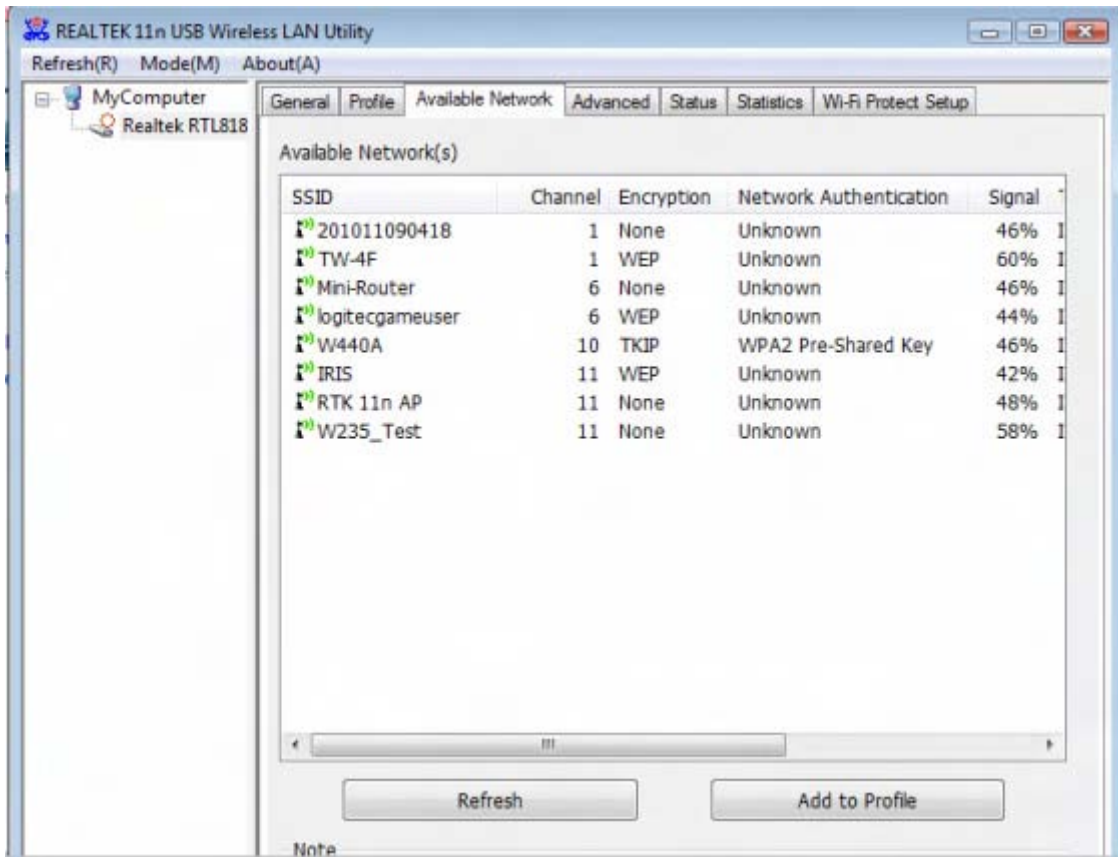 REALTEK 11n USB Wireless LAN Utility
Refresh(R) Mode(M) About(A)
MyComputer
Realtek RTL818
General Profile Available Network Advanced Status Statistics Wi-Fi Protect Setup
Available Network(s)
SSID Channel Encryption Network Authentication Signal
201011090418 1 None Unknown 46% I
TW-4F 1 WEP Unknown 60% I
Mini-Router 6 None Unknown 46% I
logitecgameuser 6 WEP Unknown 44% I
W440A 10 TKIP WPA2 Pre-Shared Key 46% I
IRIS 11 WEP Unknown 42% I
RTK 11n AP 11 None Unknown 48% I
W235_Test 11 None Unknown 58% I
Refresh Add to Profile
Note